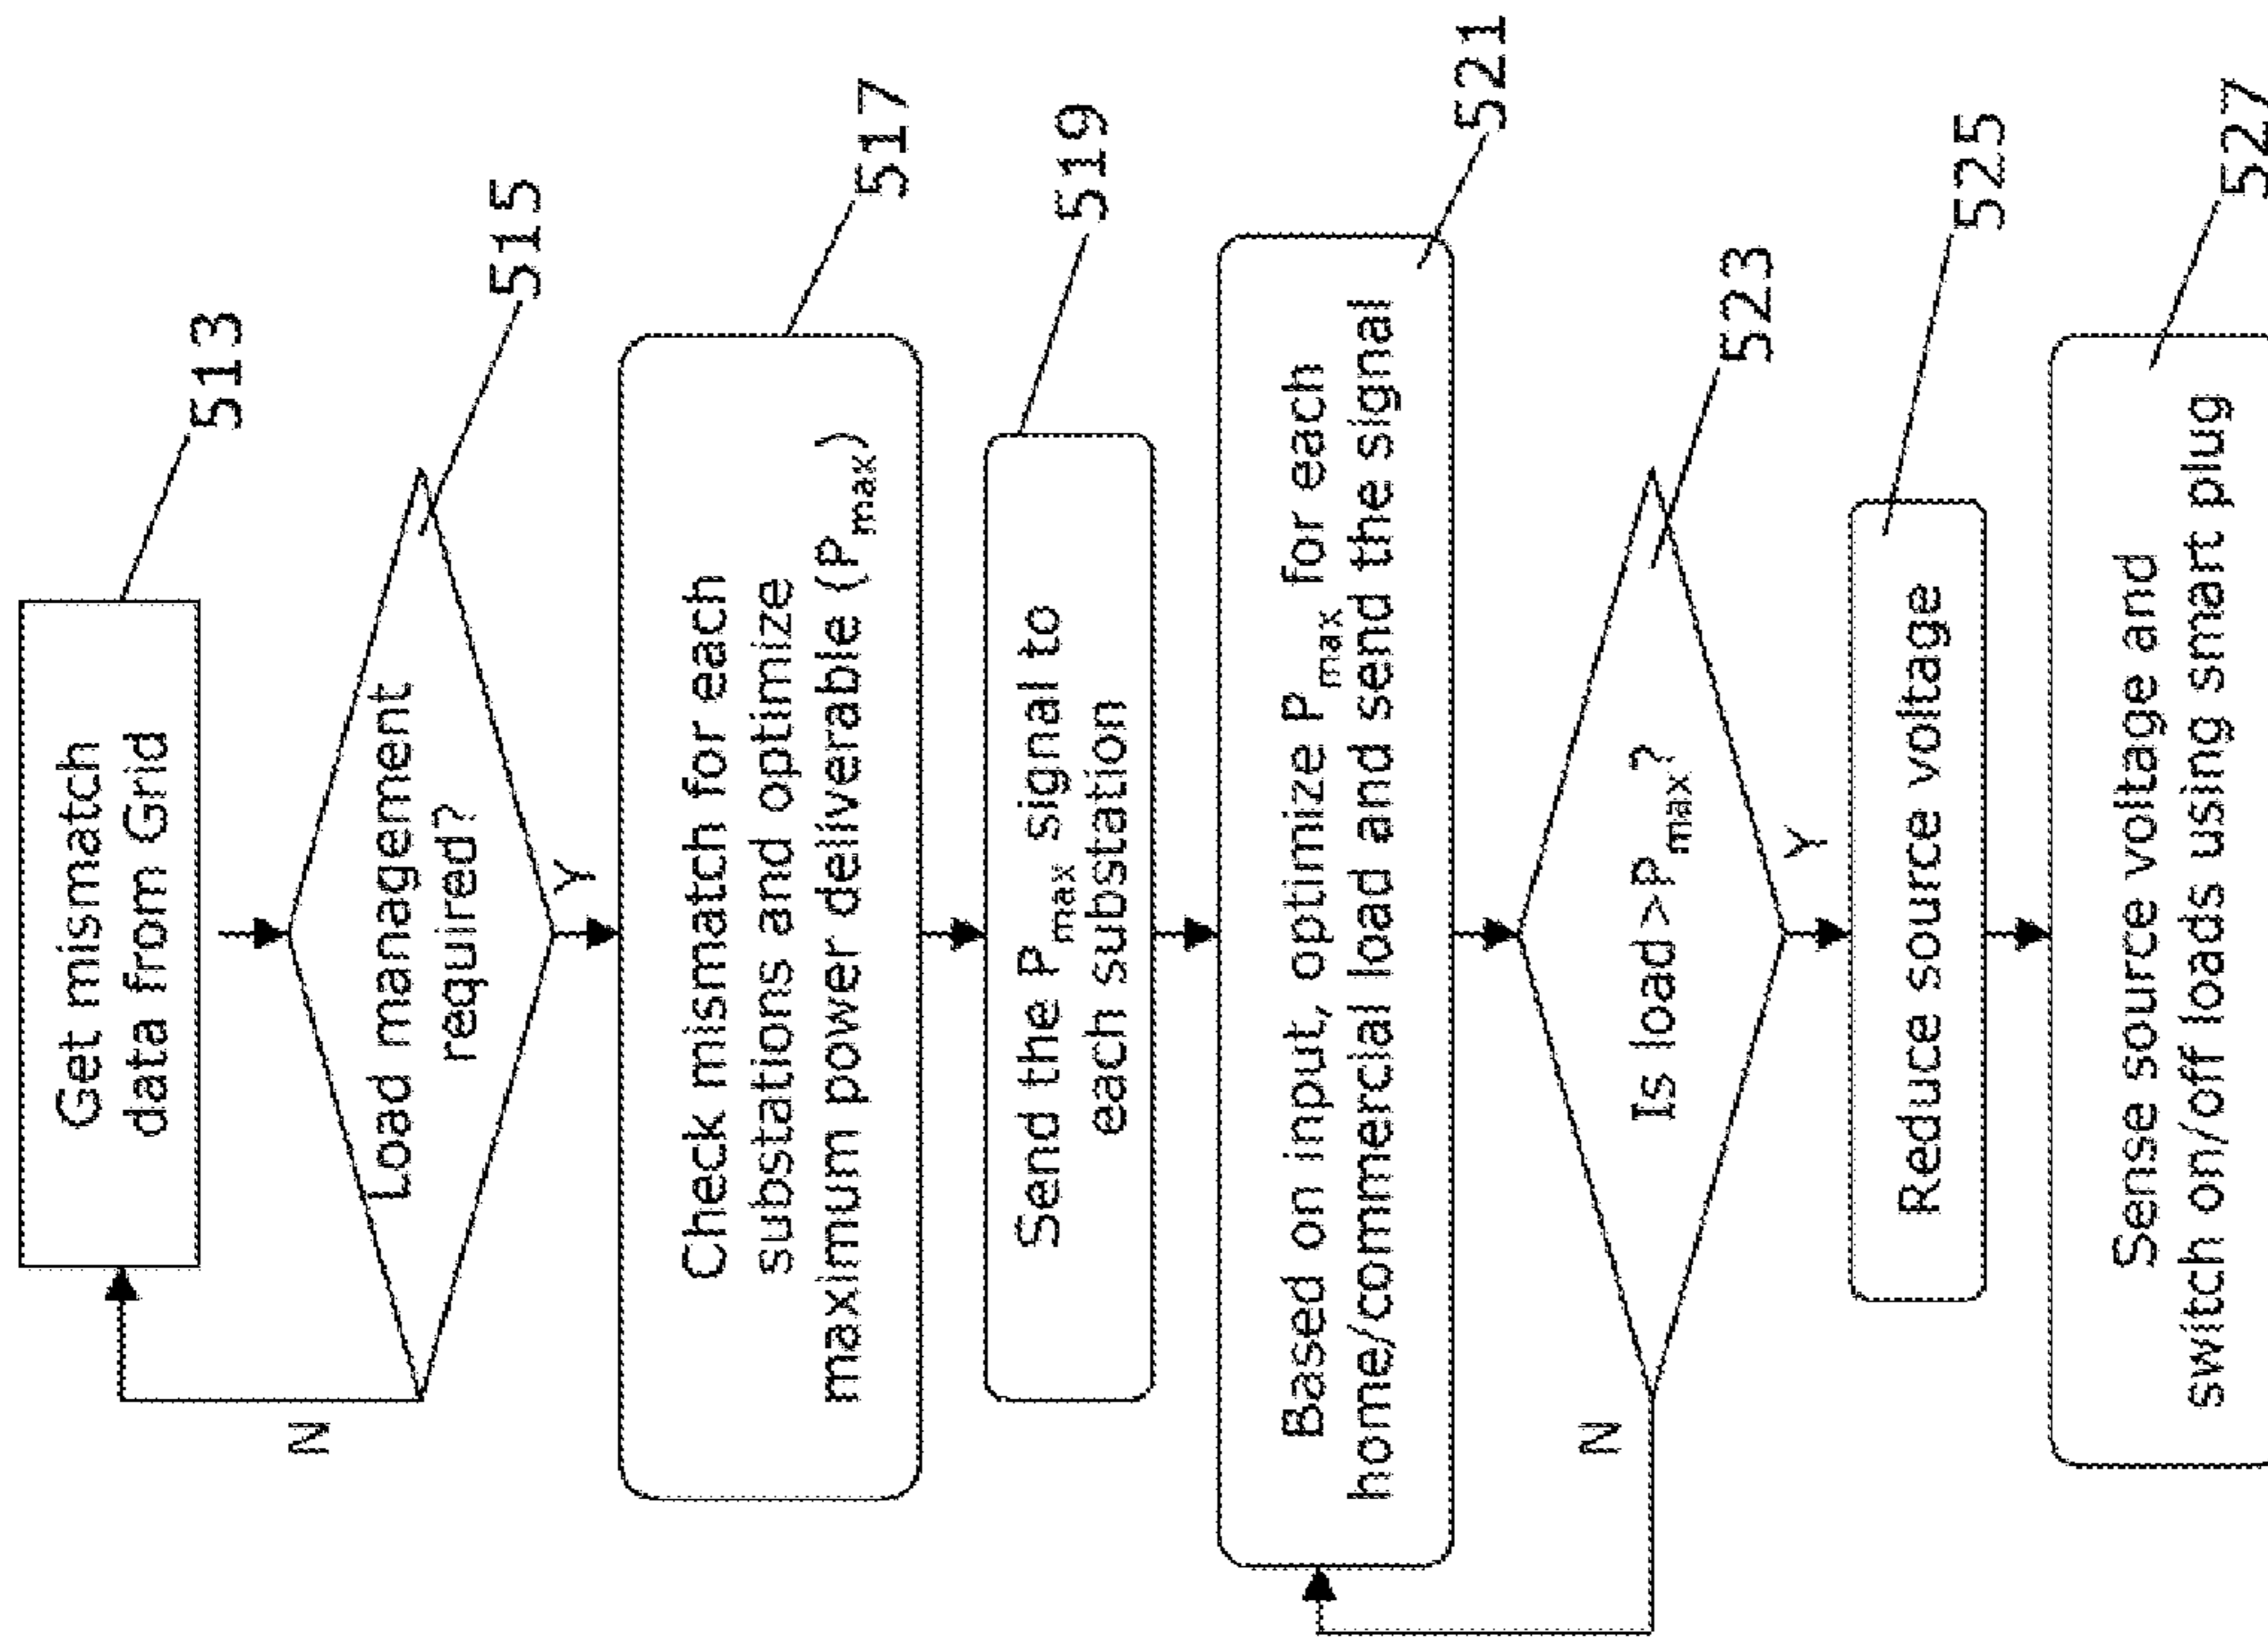 Get mismatch
data from Grid
513
Load management
required?
515
N
Y
Check mismatch for each
substations and optimize
maximum power deliverable (Pmax)
517
Send the Pmax signal to
each substation
519
Based on input, optimize Pmax for each
home/commercial load and send the signal
521
Is load>Pmax?
523
N
Y
Reduce source voltage
525
Sense source voltage and
switch on/off loads using smart plug
527